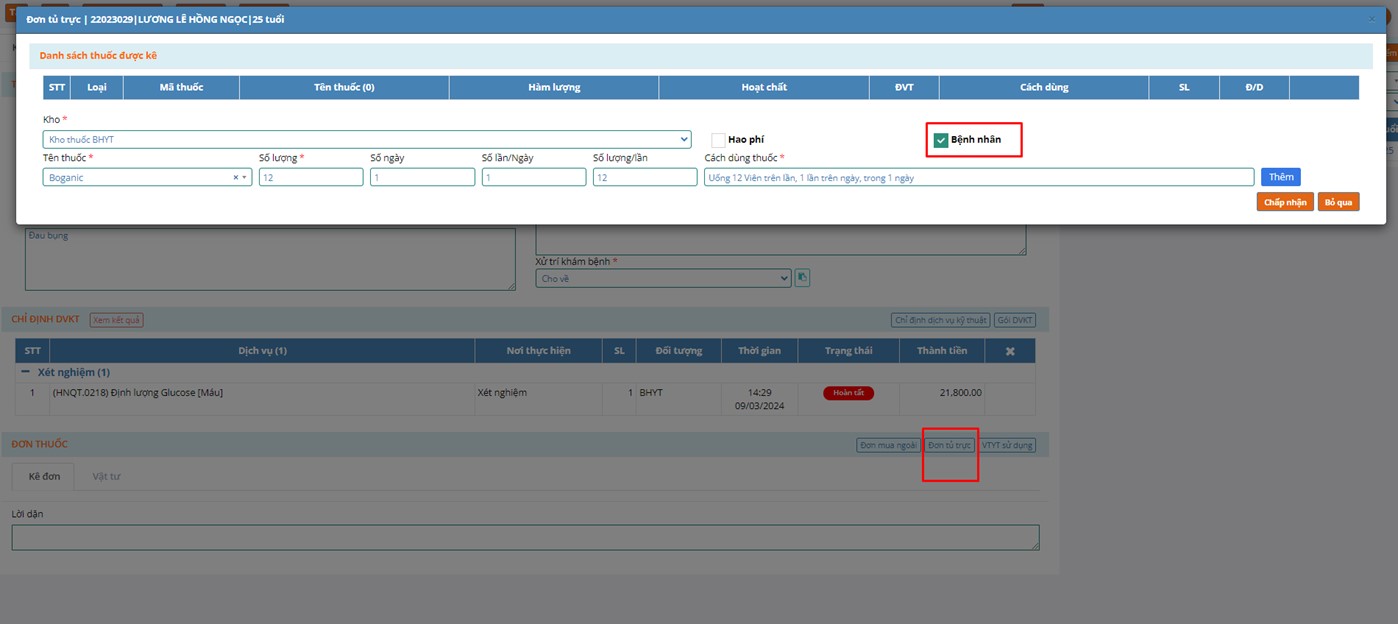 Đơn tủ trực | 22023029|LƯƠNG LÊ HỒNG NGỌC|25 tuổi ×
Danh sách thuốc được kê
STT Loại Mã thuốc Tên thuốc (0) Hàm lượng Hoạt chất ĐVT Cách dùng SL Đ/D
Kho *
Kho thuốc BHYT Hao phí Bệnh nhân
Tên thuốc * Số lượng * Số ngày Số lần/Ngày Số lượng/lần Cách dùng thuốc *
Boganic × 12 1 1 12 Uống 12 Viên trên lần, 1 lần trên ngày, trong 1 ngày Thêm
Chấp nhận Bỏ qua
Đau bụng
Xử trí khám bệnh *
Cho về
CHỈ ĐỊNH DVKT Xem kết quả Chỉ định dịch vụ kỹ thuật Gói DVKT
STT Dịch vụ (1) Nơi thực hiện SL Đối tượng Thời gian Trạng thái Thành tiền
Xét nghiệm (1)
1 (HNQT.0218) Định lượng Glucose [Máu] Xét nghiệm 1 BHYT 14:29 Hoàn tất 21,800.00
09/03/2024
ĐƠN THUỐC Đơn mua ngoài Đơn tủ trực VTYT sử dụng
Kê đơn Vật tư
Lời dặn